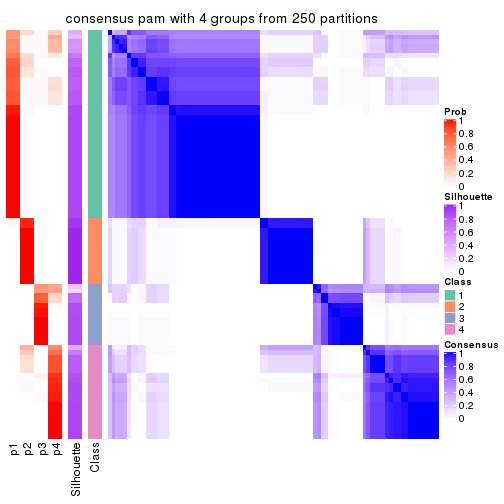 consensus pam with 4 groups from 250 partitions
Prob
1
0.8
0.6
0.4
0.2
0
Silhouette
1
0.8
0.6
0.4
0.2
0
Class
1
2
3
4
Consensus
1
0.8
0.6
0.4
0.2
0
p1
p2
p3
p4
Silhouette
Class